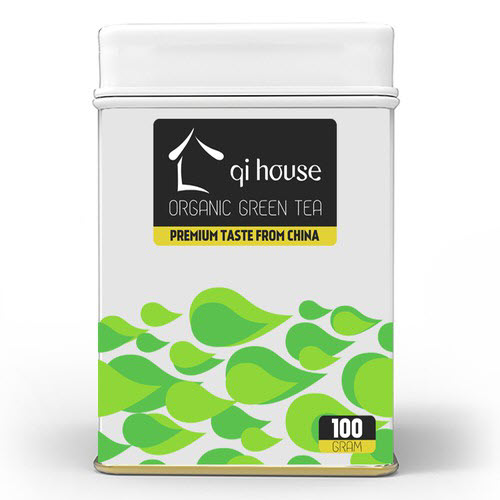 qi house
ORGANIC GREEN TEA
PREMIUM TASTE FROM CHINA
100
GRAM